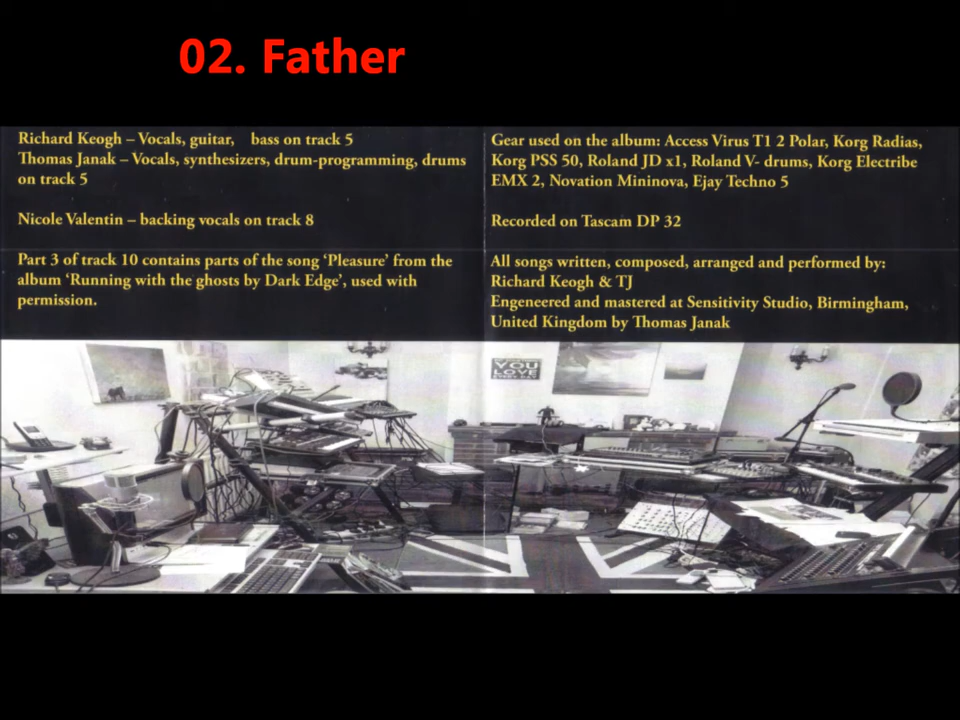 02. Father
Richard Keogh – Vocals, guitar, bass on track 5
Thomas Janak – Vocals, synthesizers, drum-programming, drums
on track 5
Nicole Valentin – backing vocals on track 8
Part 3 of track 10 contains parts of the song ‘Pleasure’ from the
album ‘Running with the ghosts by Dark Edge’, used with
permission.
Gear used on the album: Access Virus T1 2 Polar, Korg Radias,
Korg PSS 50, Roland JD x1, Roland V- drums, Korg Electribe
EMX 2, Novation Mininova, Ejay Techno 5
Recorded on Tascam DP 32
All songs written, composed, arranged and performed by:
Richard Keogh & TJ
Engeneered and mastered at Sensitivity Studio, Birmingham,
United Kingdom by Thomas Janak
YOU
LOVE